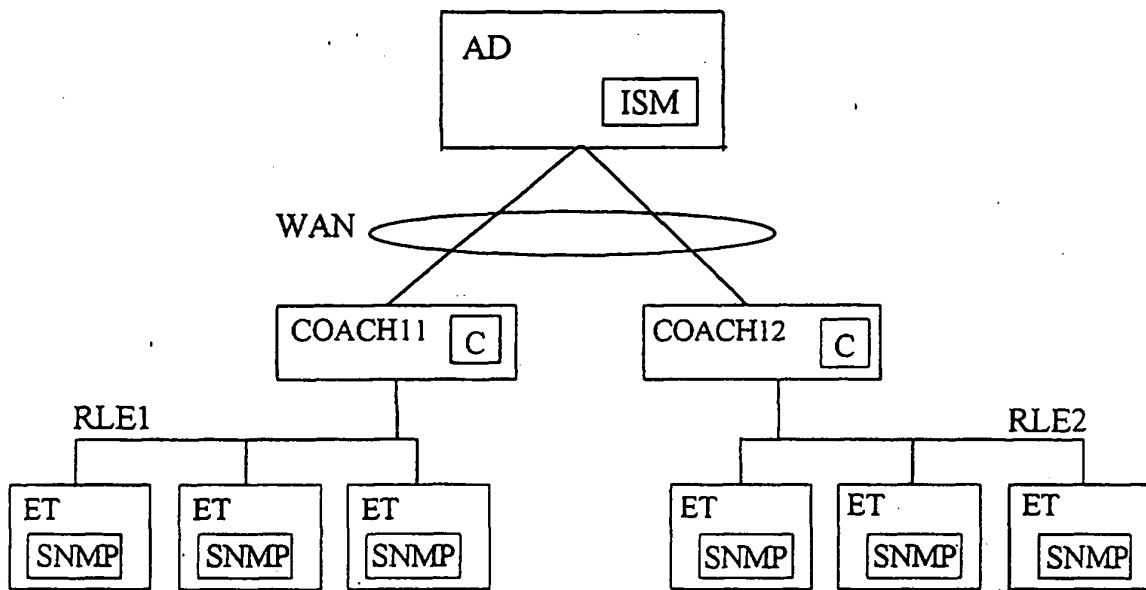 AD
ISM
WAN
COACH11 C
COACH12 C
RLE1
RLE2
ET
SNMP
ET
SNMP
ET
SNMP
ET
SNMP
ET
SNMP
ET
SNMP